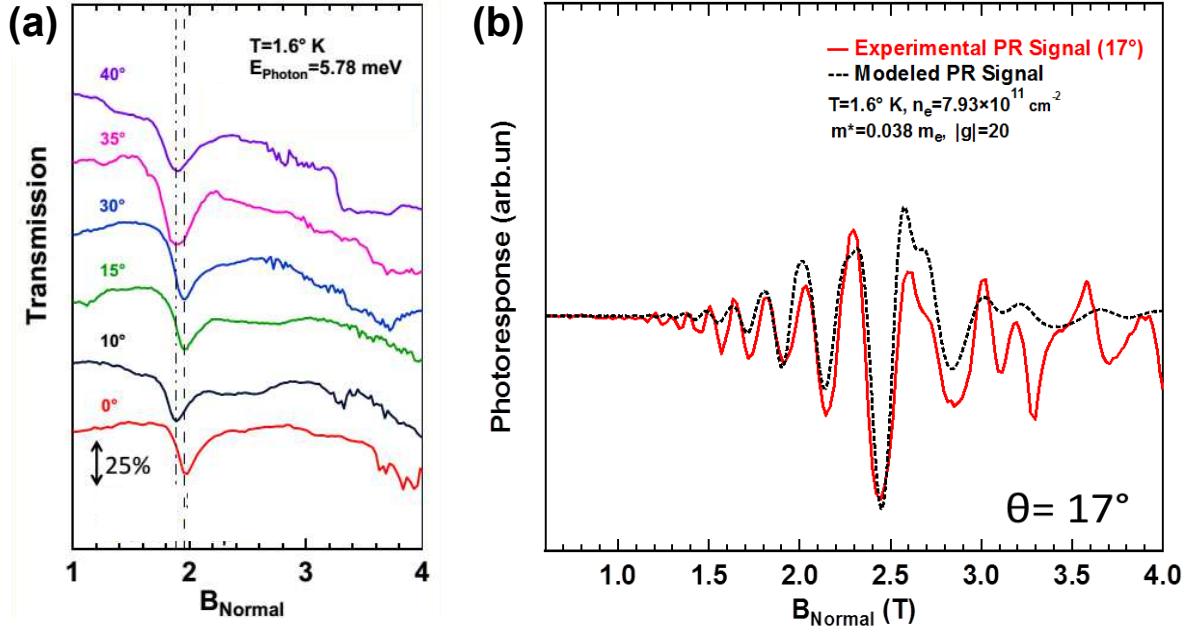 (a)
T=1.6° K
E_Photon=5.78 meV
40°
35°
30°
15°
10°
0°
25%
Transmission
1 2 3 4
B_Normal
(b)
Experimental PR Signal (17°)
Modeled PR Signal
T=1.6° K, n_e=7.93×10^11 cm^-2
m*=0.038 m_e, |g|=20
Photoresponse (arb.un)
θ= 17°
1.0 1.5 2.0 2.5 3.0 3.5 4.0
B_Normal (T)